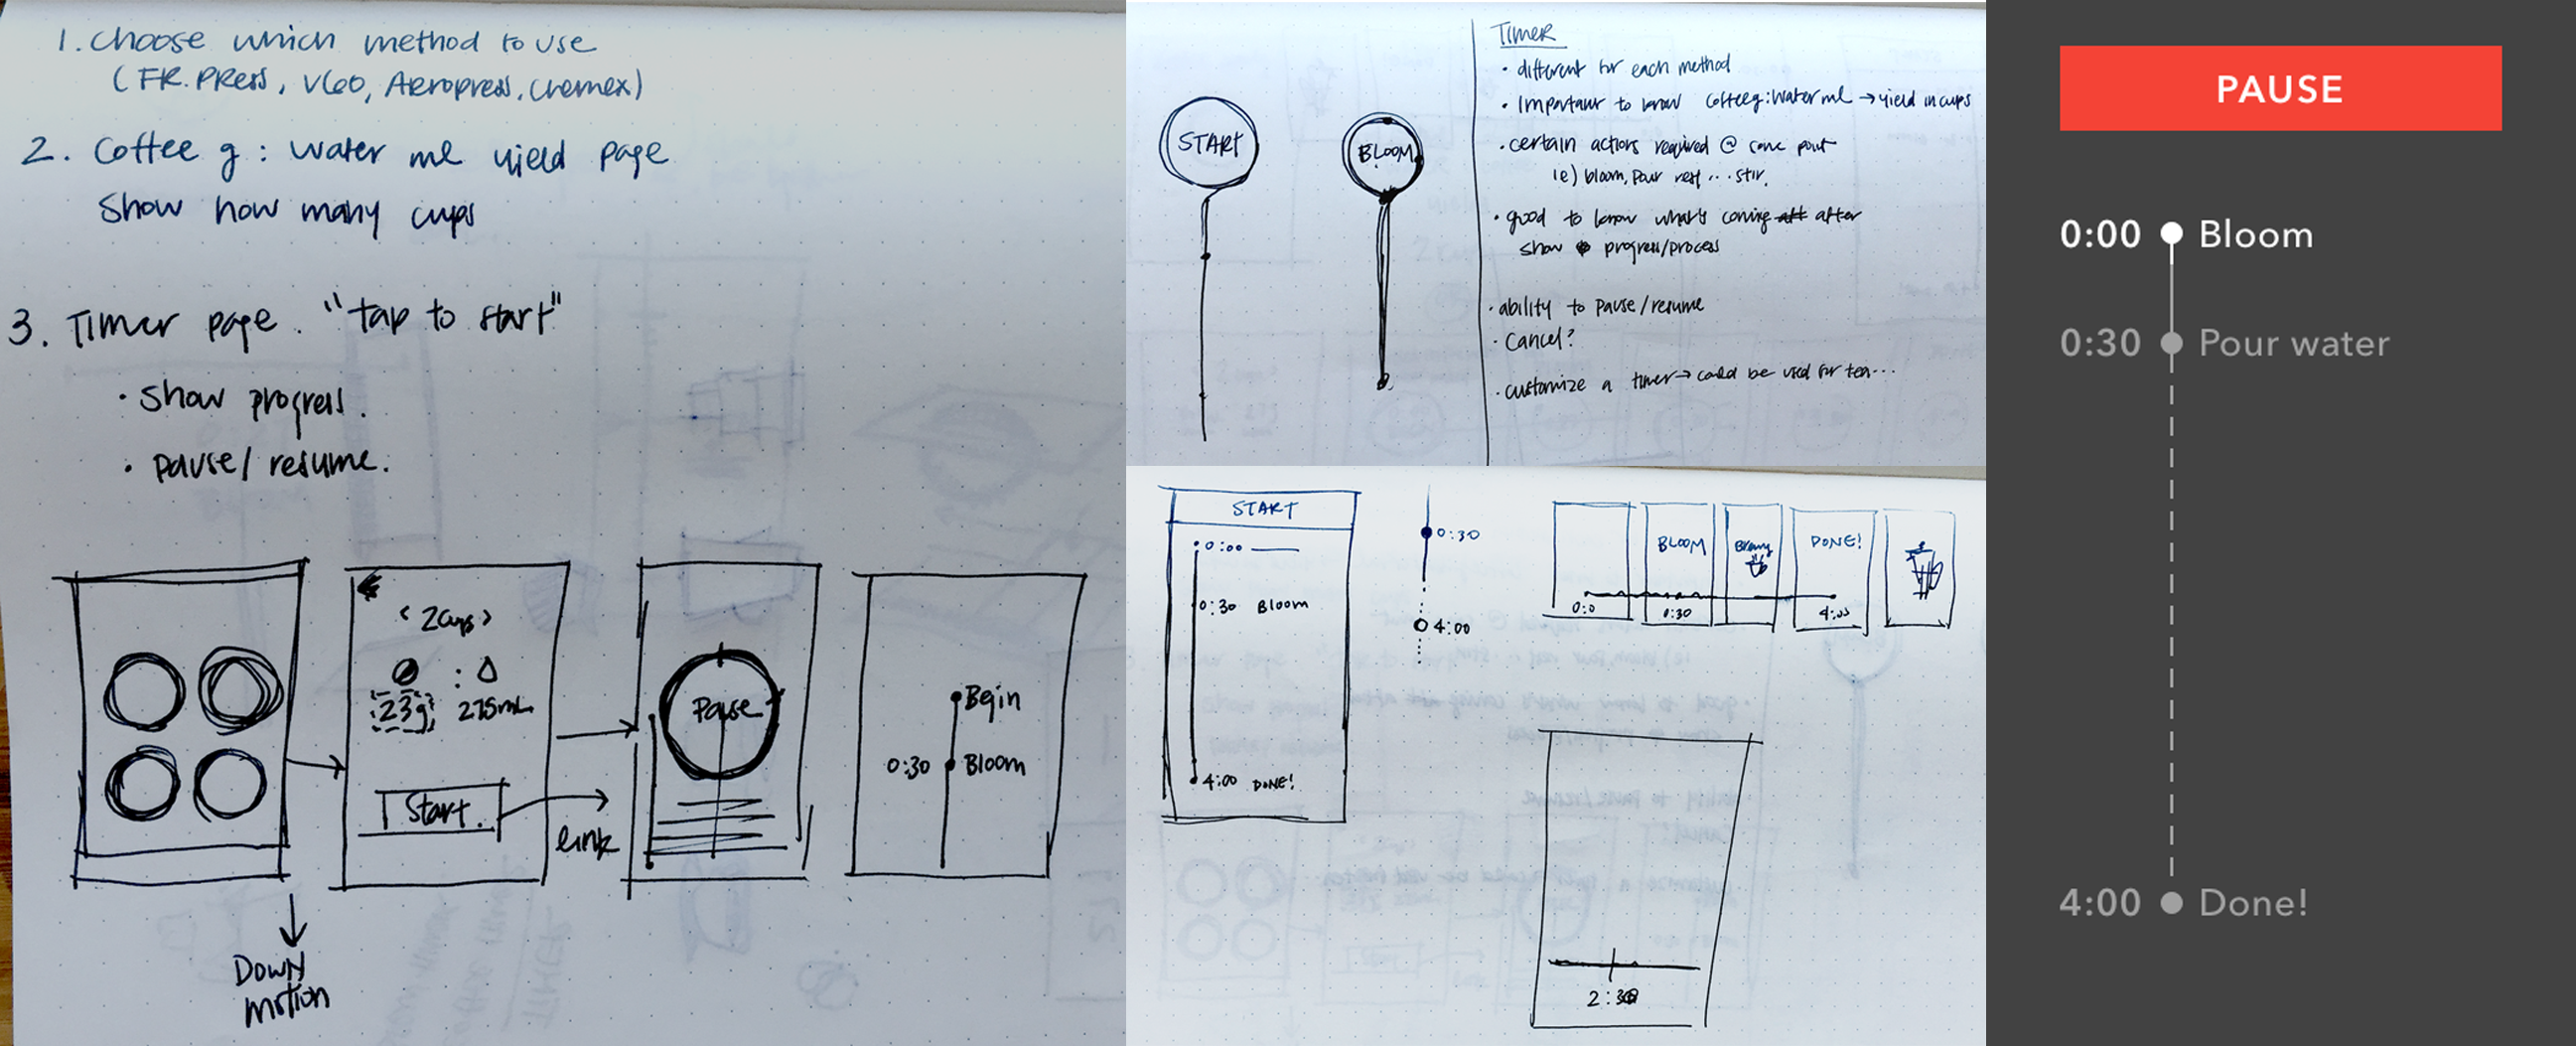 1. Choose which method to use
(FR. PRess, V60, Aeropress, Chemex)
2. Coffee g : water ml yield page
Show how many cups
3. Timer page. "tap to start"
· Show progress.
· pause / resume.
< 2 Cups >
23g : 275mL
Start.
link
Pause
Begin
0:30 Bloom
DOWN
motion
START
BLOOM
TIMER
· different for each method
· Important to know coffee g : water ml → yield in cups
· certain actions required @ some point
ie) bloom, pour rest ... stir.
· good to know what's coming after
show progress/process
· ability to pause / resume
· Cancel?
· customize a timer → could be used for tea...
START
0:00
0:30 Bloom
4:00 DONE!
0:30
4:00
BLOOM
DONE!
0:0
0:30
4:00
2:30
PAUSE
0:00 Bloom
0:30 Pour water
4:00 Done!